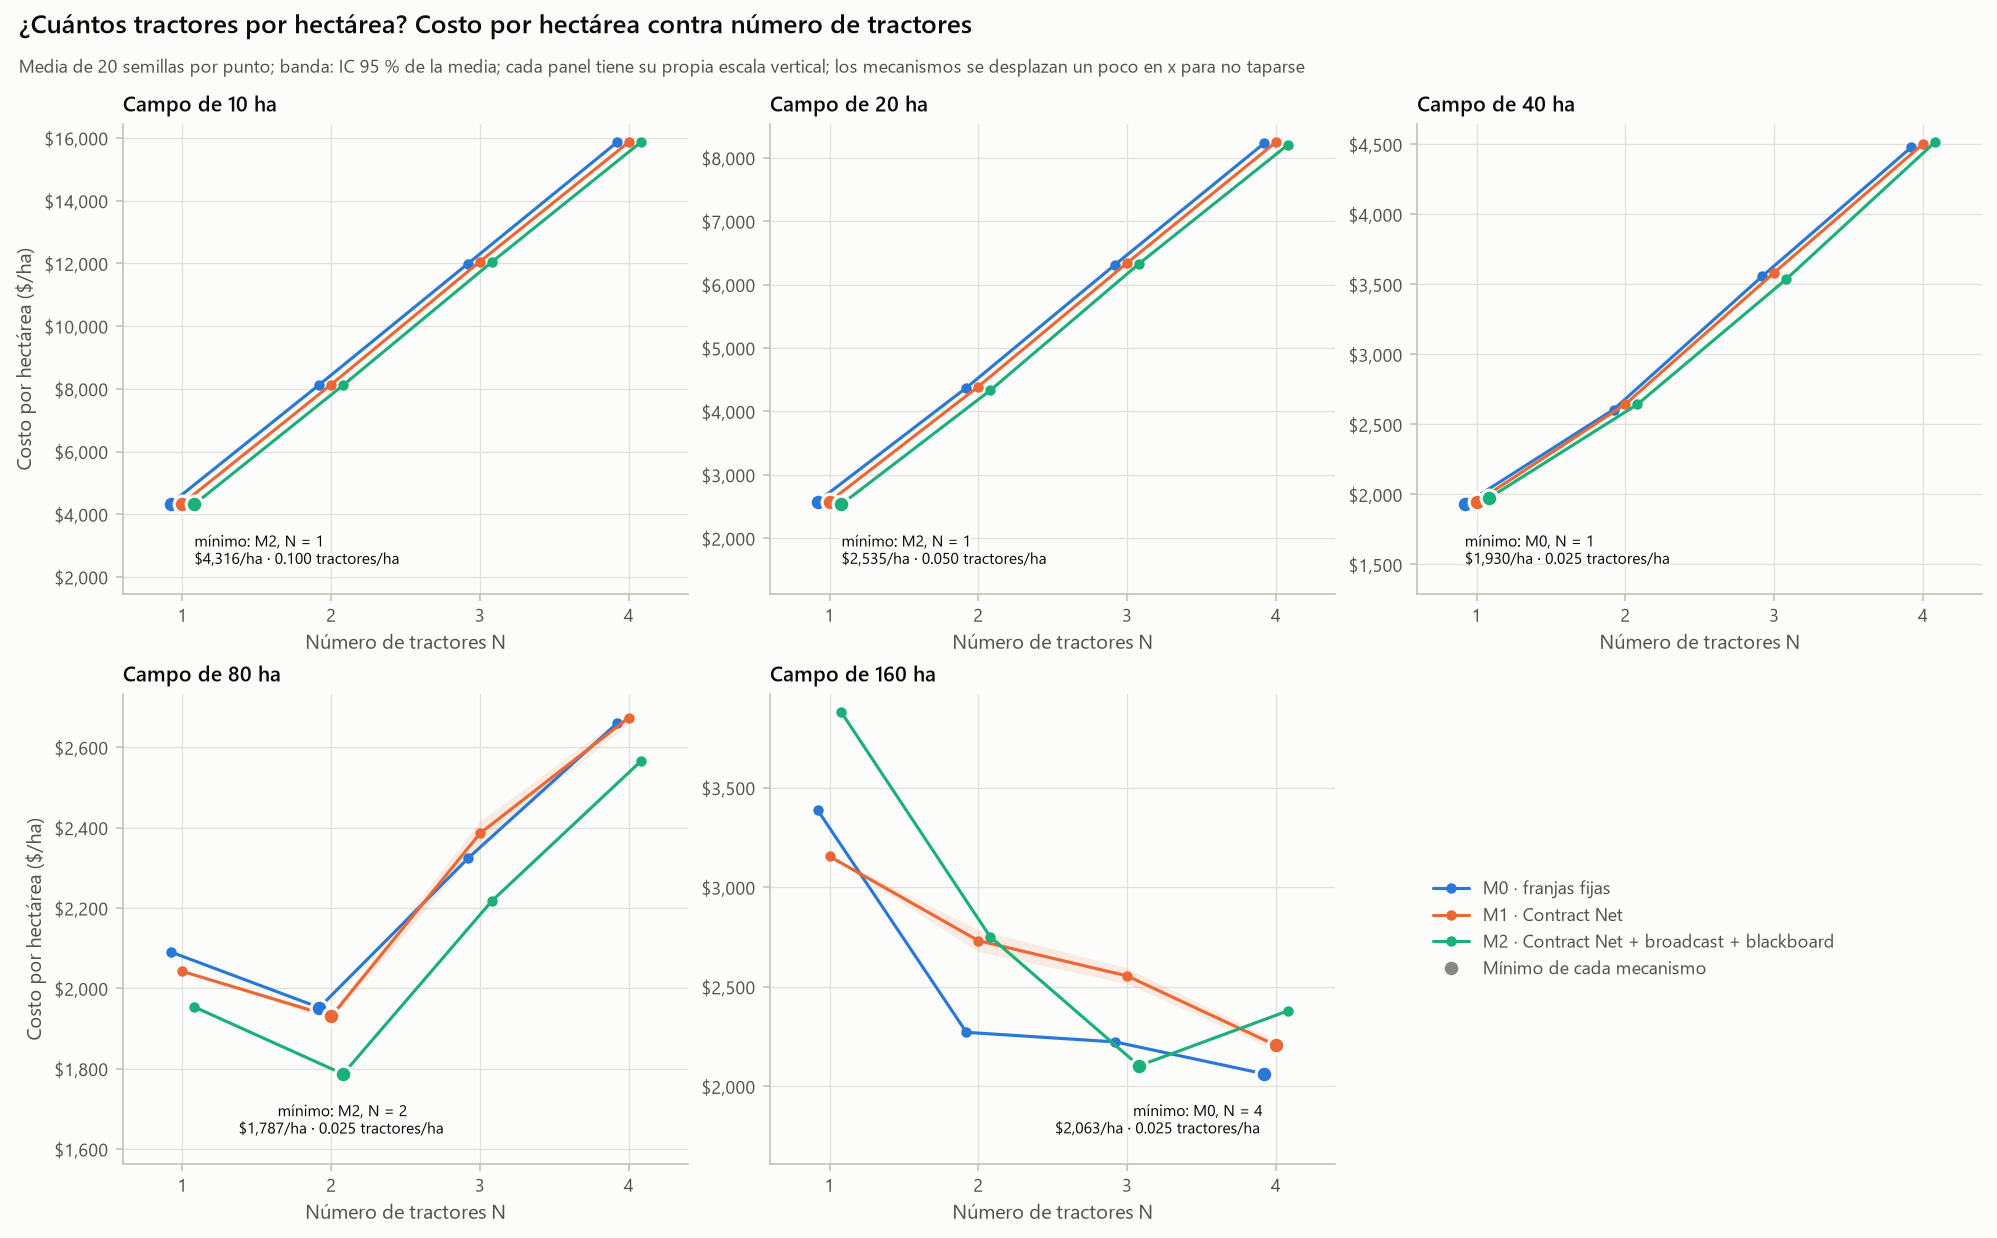 ¿Cuántos tractores por hectárea? Costo por hectárea contra número de tractores
Media de 20 semillas por punto; banda: IC 95 % de la media; cada panel tiene su propia escala vertical; los mecanismos se desplazan un poco en x para no taparse
Campo de 10 ha
$16,000
$14,000
$12,000
$10,000
$8,000
$6,000
$4,000
$2,000
Costo por hectárea ($/ha)
mínimo: M2, N = 1
$4,316/ha · 0.100 tractores/ha
1 2 3 4
Número de tractores N
Campo de 20 ha
$8,000
$7,000
$6,000
$5,000
$4,000
$3,000
$2,000
mínimo: M2, N = 1
$2,535/ha · 0.050 tractores/ha
1 2 3 4
Número de tractores N
Campo de 40 ha
$4,500
$4,000
$3,500
$3,000
$2,500
$2,000
$1,500
mínimo: M0, N = 1
$1,930/ha · 0.025 tractores/ha
1 2 3 4
Número de tractores N
Campo de 80 ha
$2,600
$2,400
$2,200
$2,000
$1,800
$1,600
Costo por hectárea ($/ha)
mínimo: M2, N = 2
$1,787/ha · 0.025 tractores/ha
1 2 3 4
Número de tractores N
Campo de 160 ha
$3,500
$3,000
$2,500
$2,000
mínimo: M0, N = 4
$2,063/ha · 0.025 tractores/ha
1 2 3 4
Número de tractores N
M0 · franjas fijas
M1 · Contract Net
M2 · Contract Net + broadcast + blackboard
Mínimo de cada mecanismo